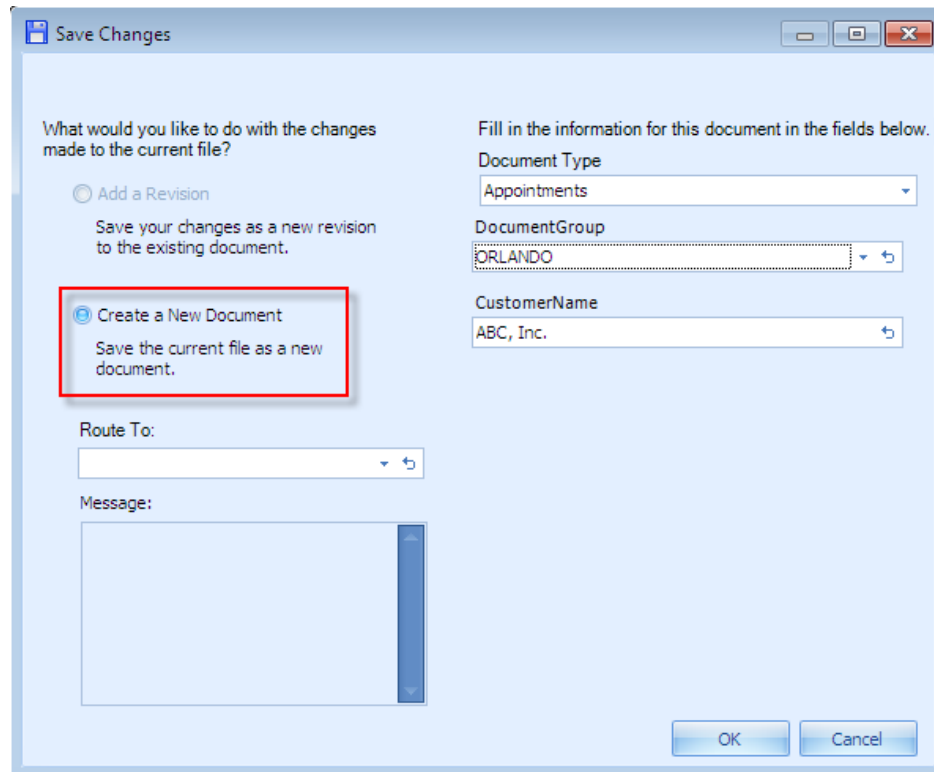 Save Changes
What would you like to do with the changes
made to the current file?
Add a Revision
Save your changes as a new revision
to the existing document.
Create a New Document
Save the current file as a new
document.
Route To:
Message:
Fill in the information for this document in the fields below.
Document Type
Appointments
DocumentGroup
ORLANDO
CustomerName
ABC, Inc.
OK
Cancel